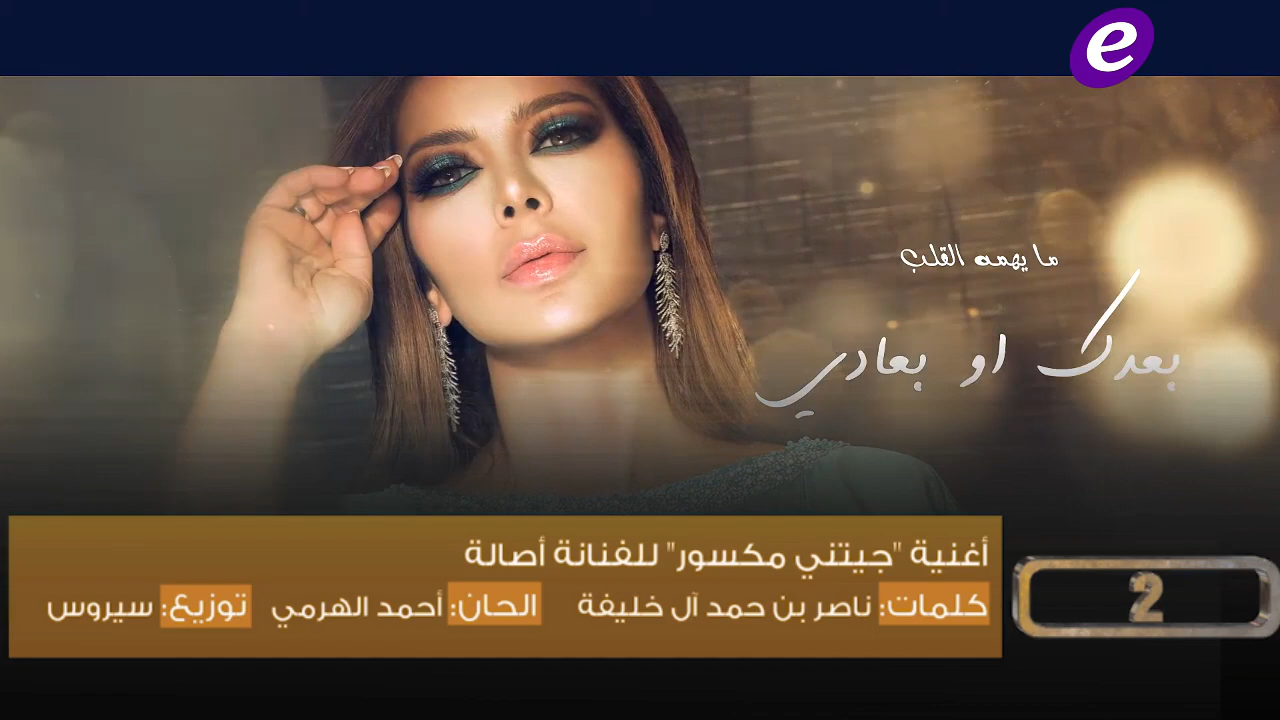 e
ما يهمه القلب
بعدك او بعادي
أغنية "جيتني مكسور" للفنانة أصالة
كلمات: ناصر بن حمد آل خليفة الحان: أحمد الهرمي توزيع: سيروس
2